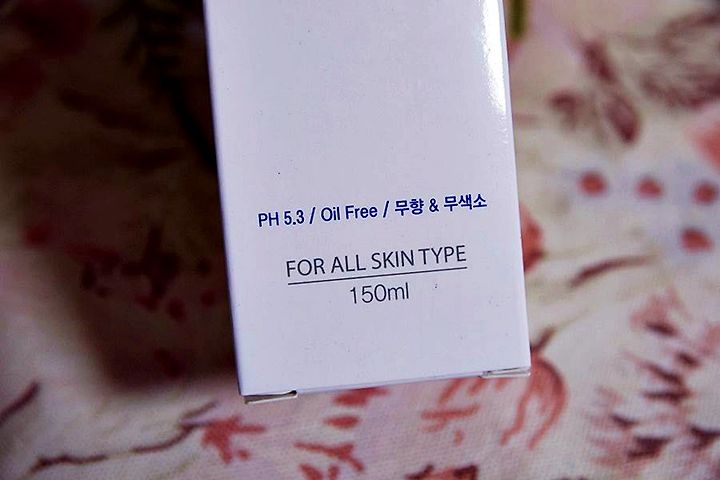 PH 5.3 / Oil Free / 무향 & 무색소
FOR ALL SKIN TYPE
150ml